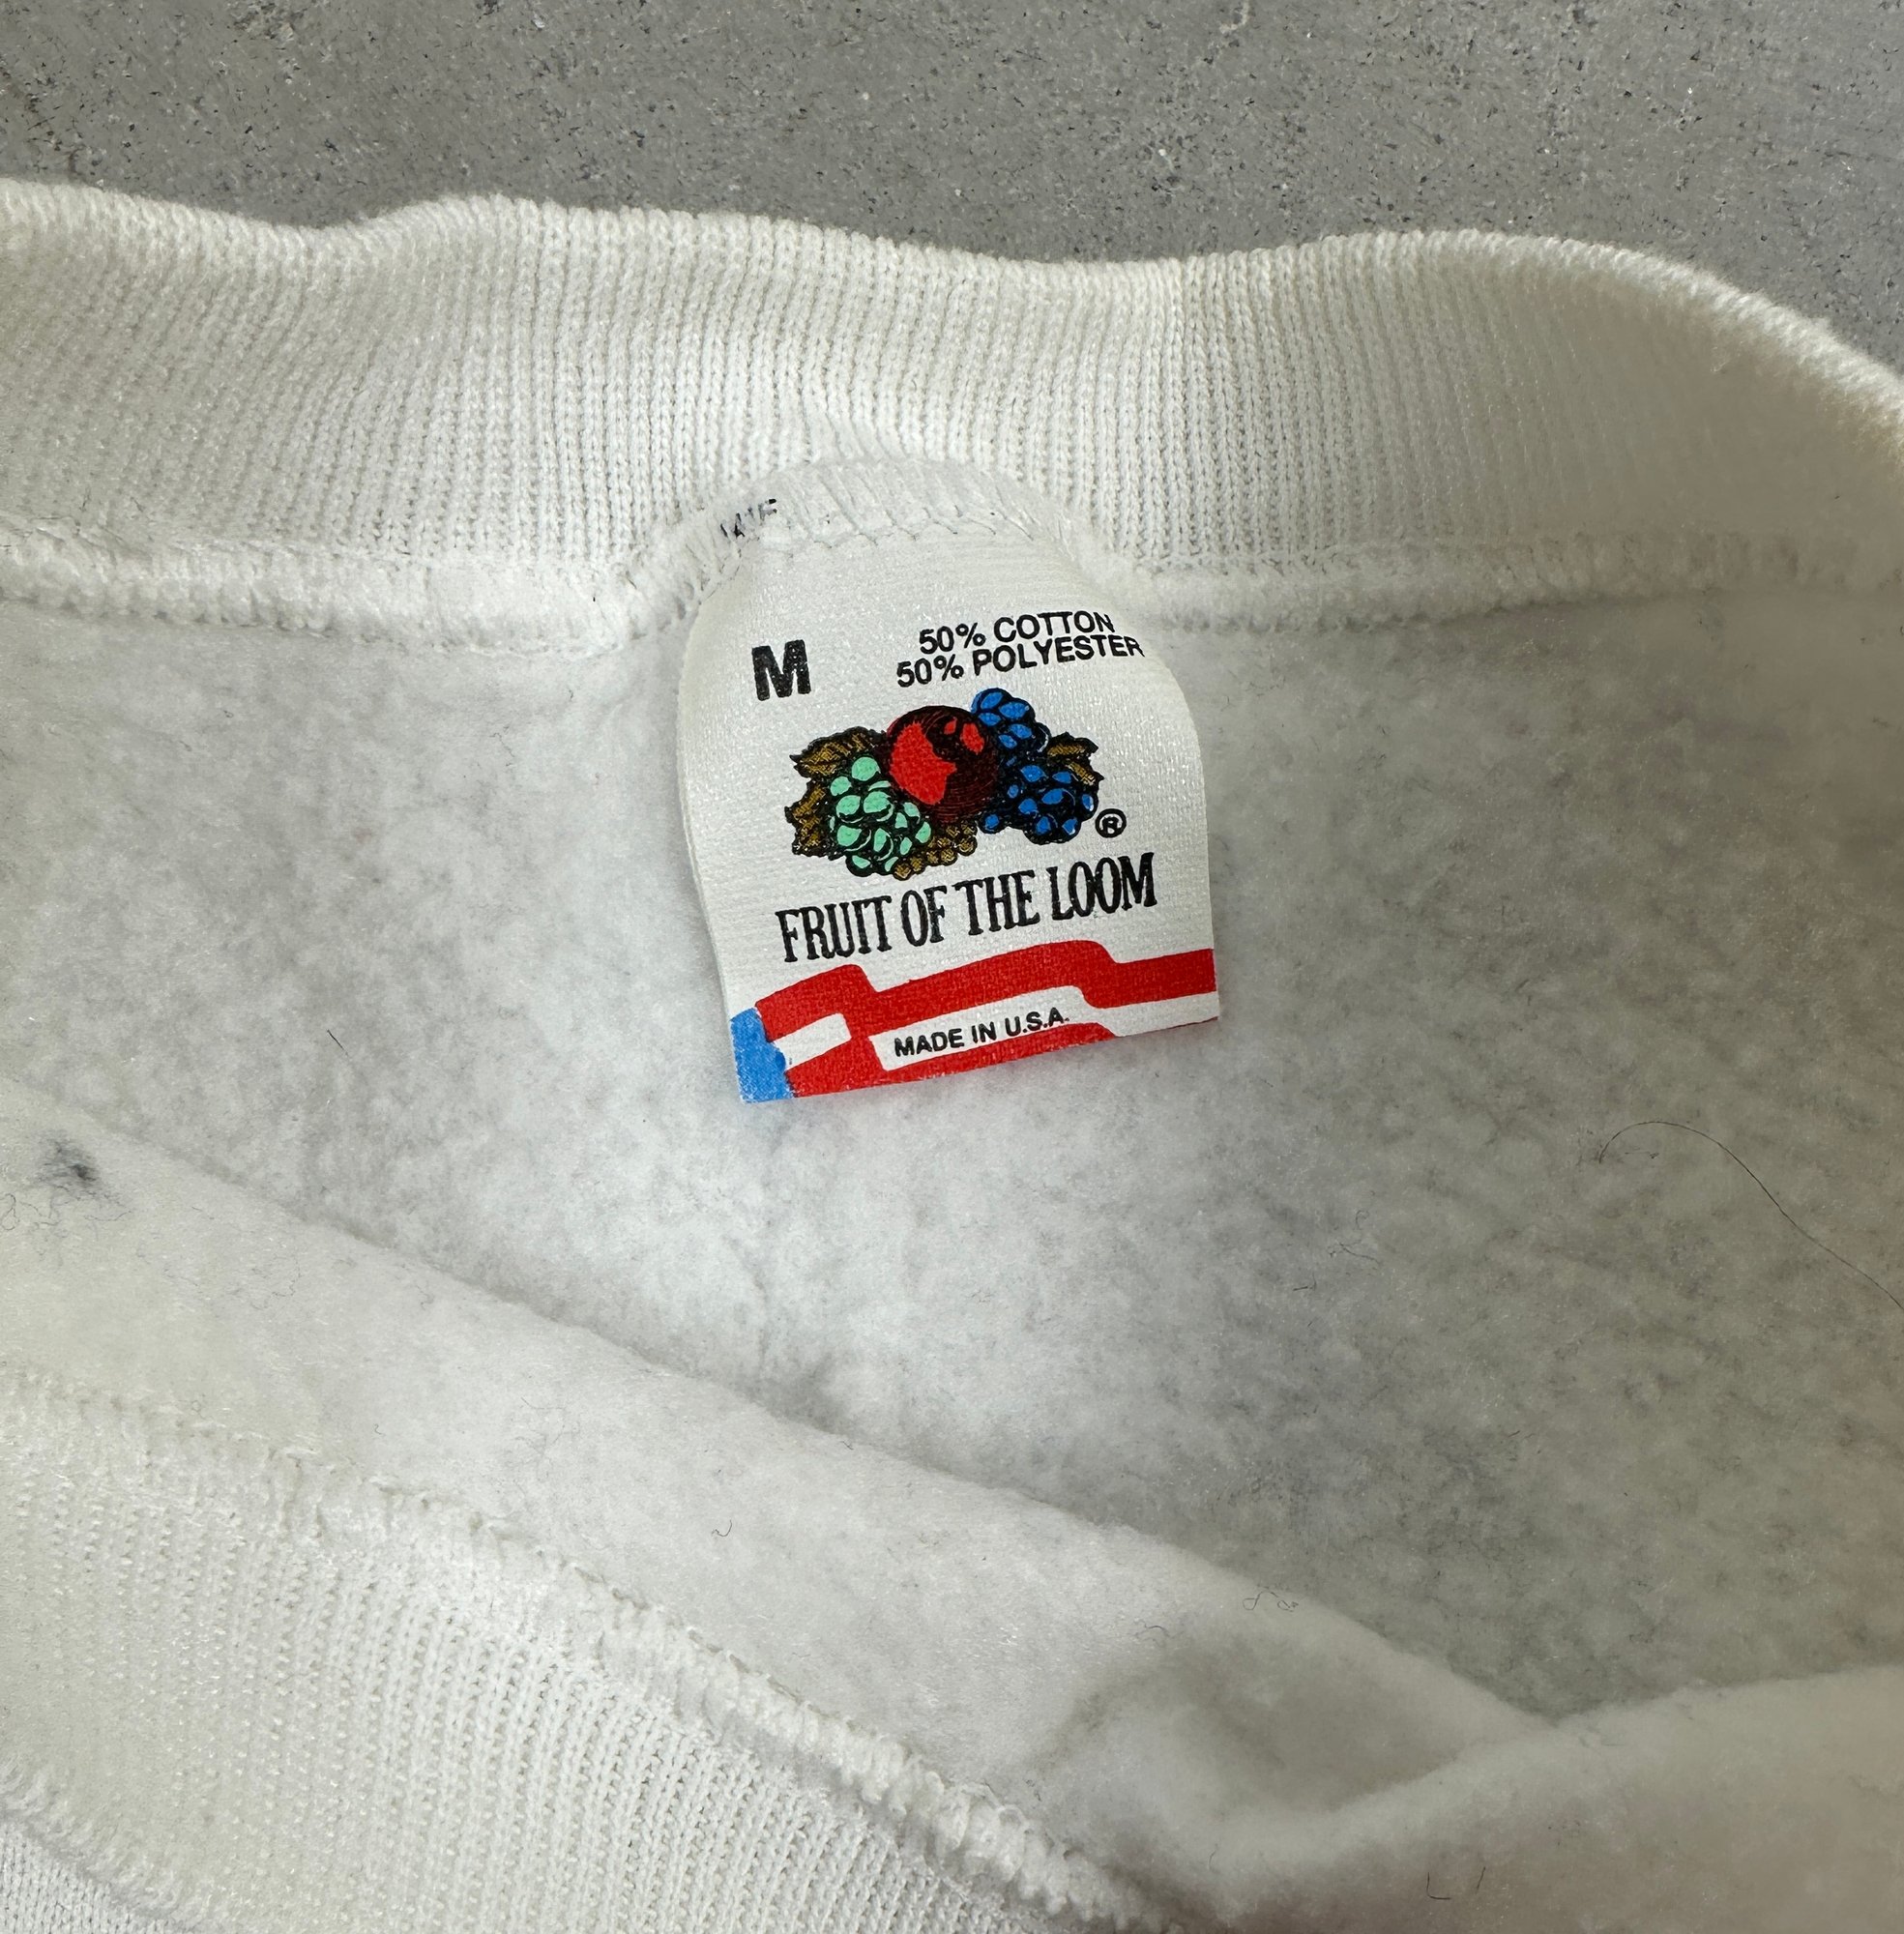 M
50% COTTON
50% POLYESTER
®
FRUIT OF THE LOOM
MADE IN U.S.A.